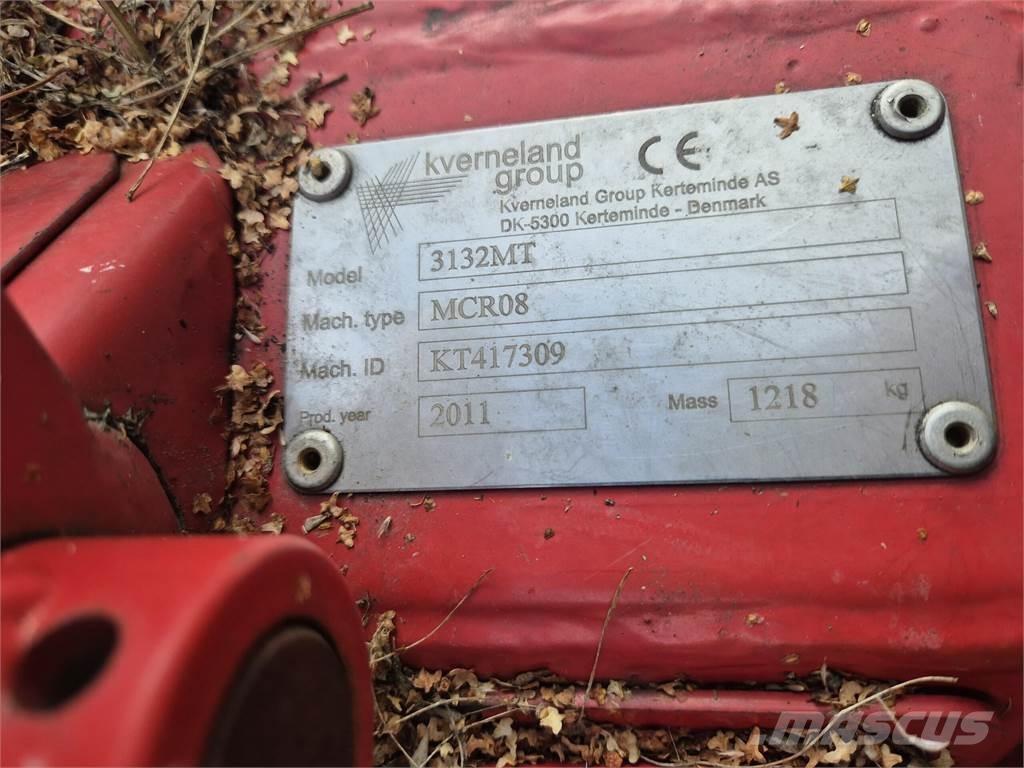 kverneland
group
CE
Kverneland Group Kerteminde AS
DK-5300 Kerteminde - Denmark
Model 3132MT
Mach. type MCR08
Mach. ID KT417309
Prod. year 2011 Mass 1218 kg
MASCUS